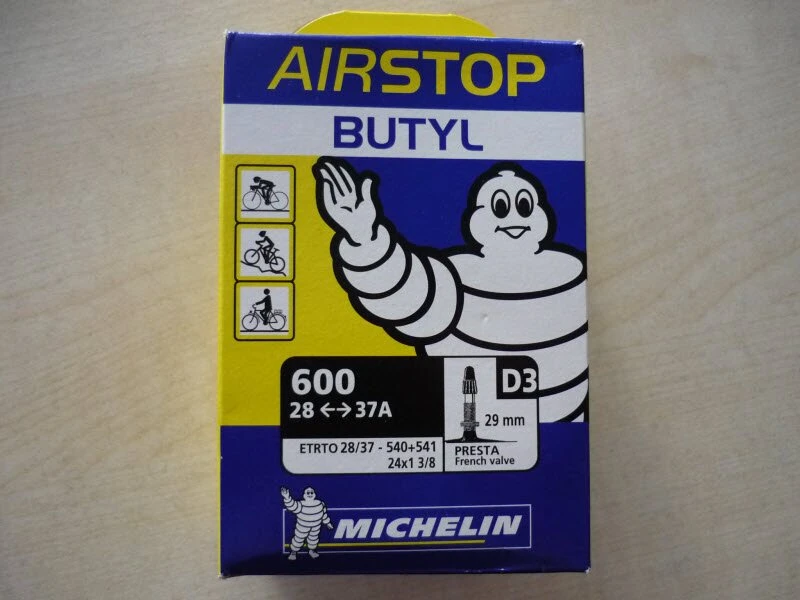 AIRSTOP
BUTYL
600
28 ↔ 37A
ETRTO 28/37 - 540+541
24x1 3/8
D3
29 mm
PRESTA
French valve
MICHELIN